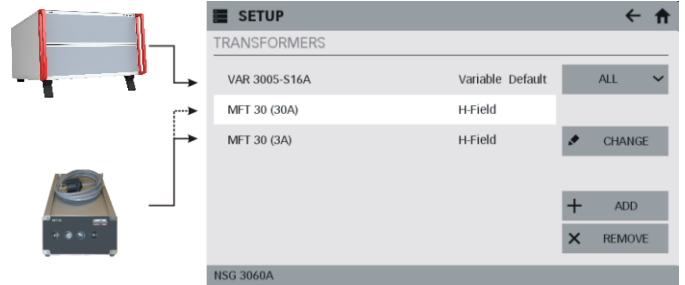 SETUP
TRANSFORMERS
VAR 3005-S16A Variable Default ALL
MFT 30 (30A) H-Field
MFT 30 (3A) H-Field CHANGE
ADD
REMOVE
NSG 3060A